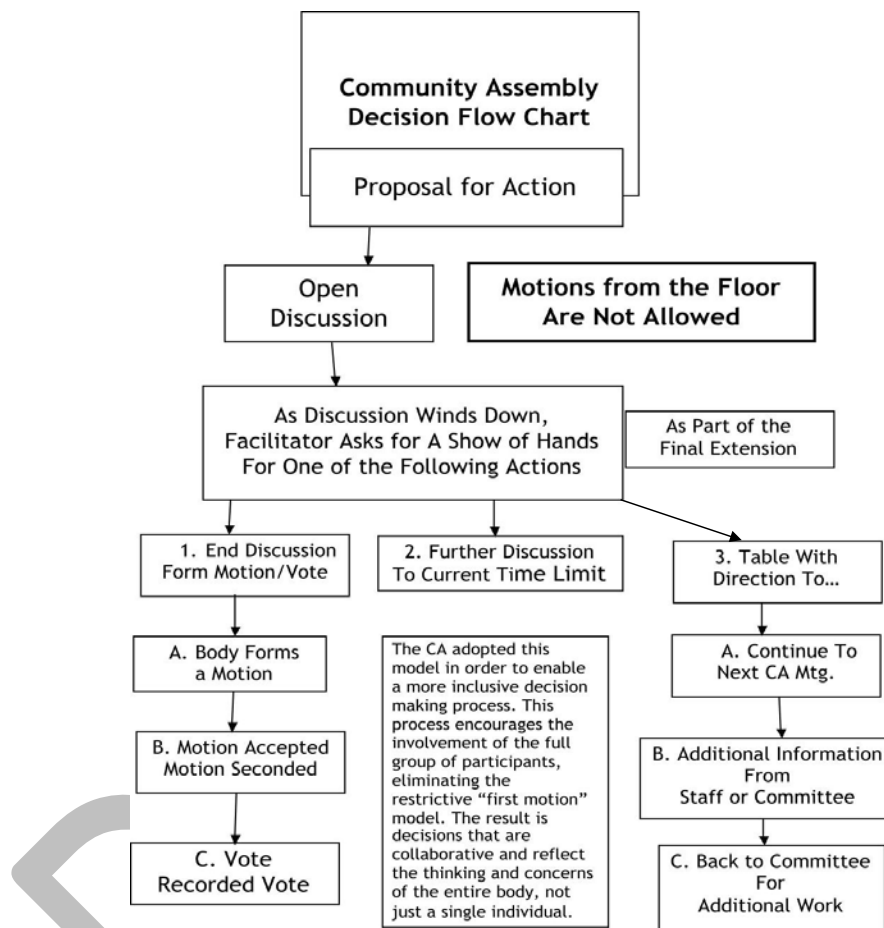 Community Assembly
Decision Flow Chart
Proposal for Action
Open
Discussion
Motions from the Floor
Are Not Allowed
As Discussion Winds Down,
Facilitator Asks for A Show of Hands
For One of the Following Actions
As Part of the
Final Extension
1. End Discussion
Form Motion/Vote
2. Further Discussion
To Current Time Limit
3. Table With
Direction To…
A. Body Forms
a Motion
B. Motion Accepted
Motion Seconded
C. Vote
Recorded Vote
The CA adopted this
model in order to enable
a more inclusive decision
making process. This
process encourages the
involvement of the full
group of participants,
eliminating the
restrictive “first motion”
model. The result is
decisions that are
collaborative and reflect
the thinking and concerns
of the entire body, not
just a single individual.
A. Continue To
Next CA Mtg.
B. Additional Information
From
Staff or Committee
C. Back to Committee
For
Additional Work